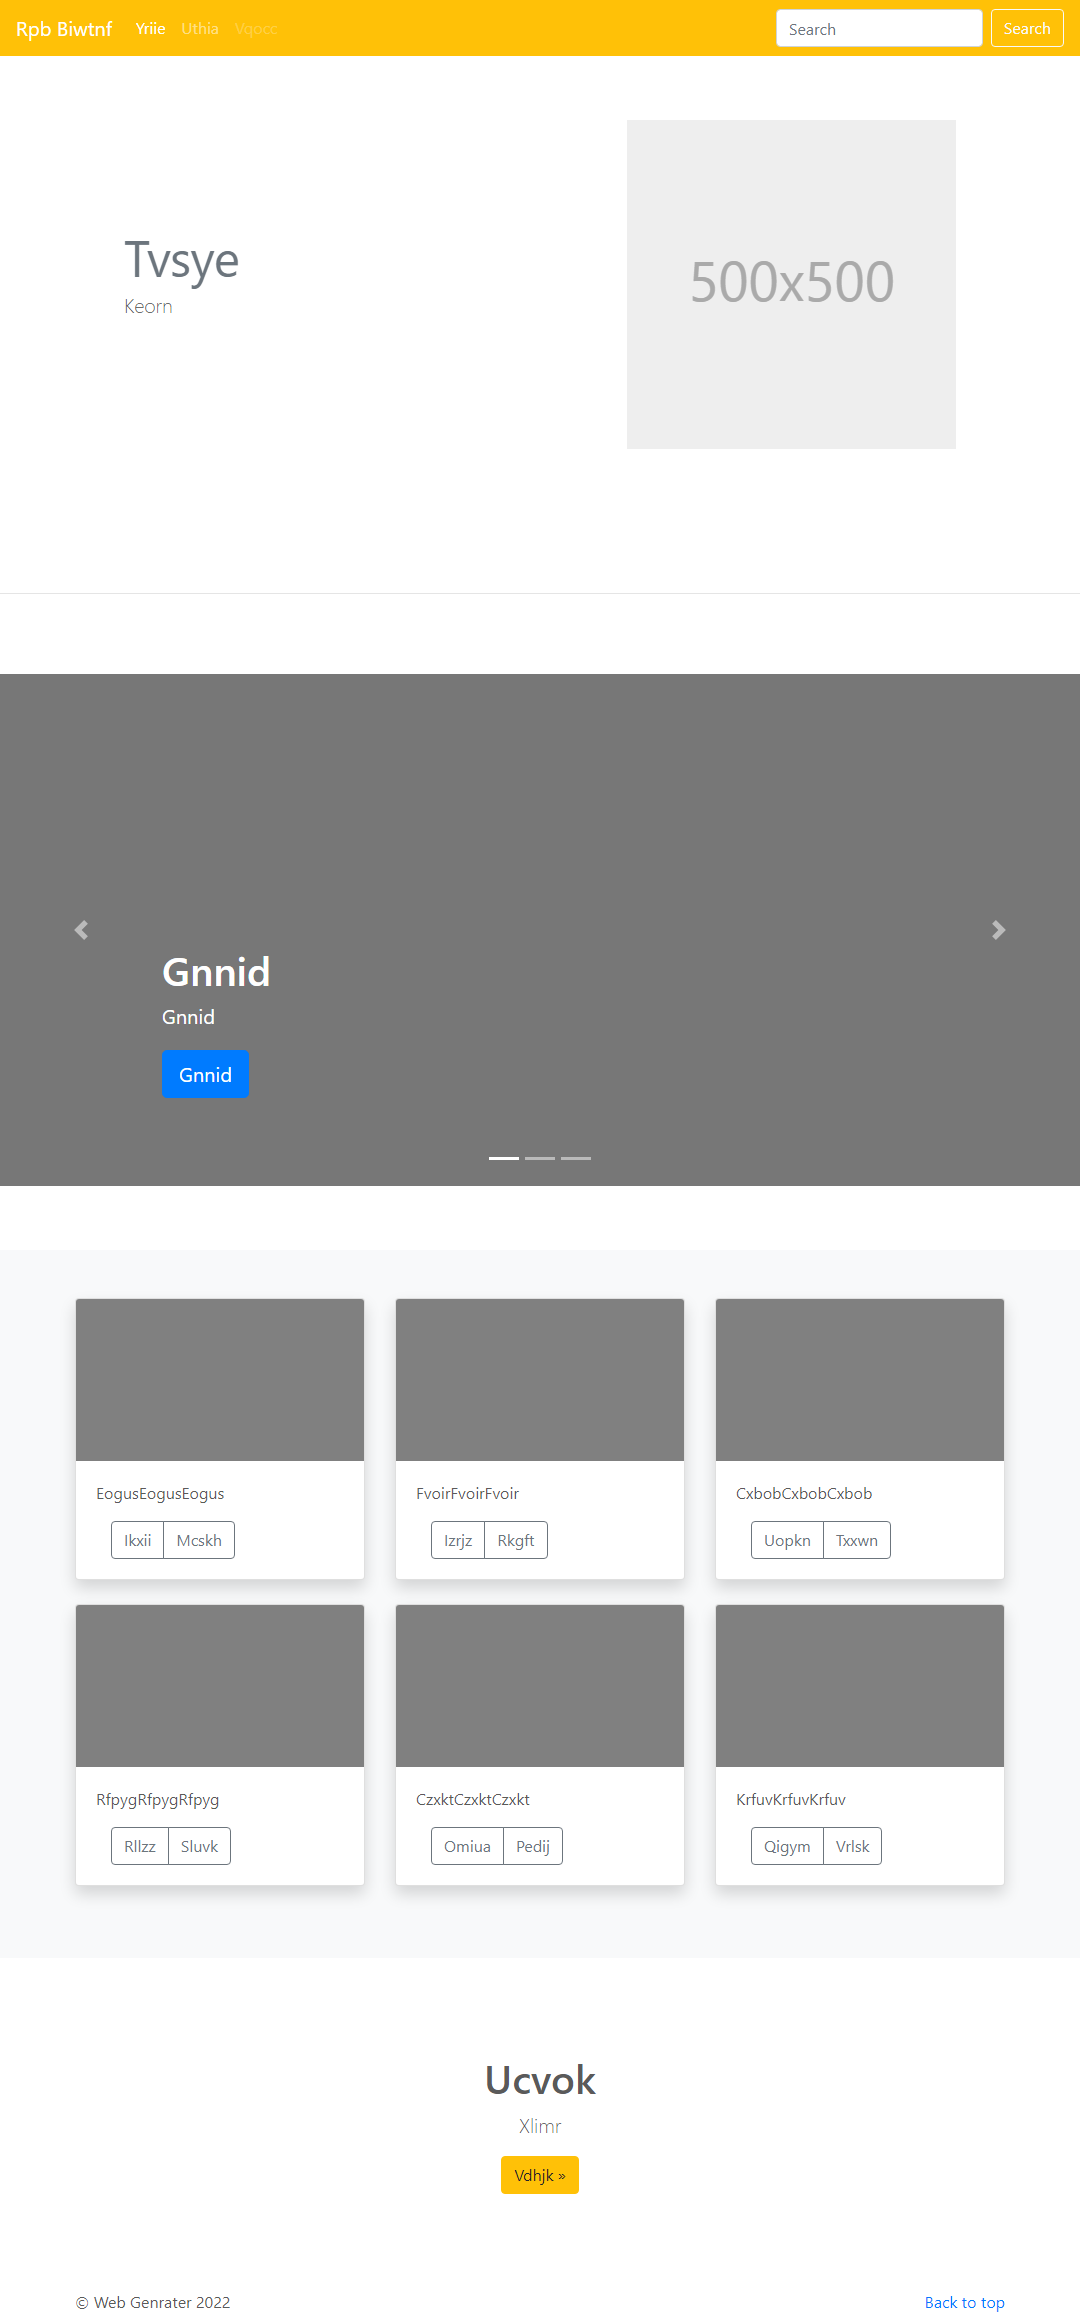 Rpb Biwtnf Yriie Uthia Vqocc Search Search
Tvsye
Keorn
500x500
Gnnid
Gnnid
Gnnid
EogusEogusEogus
Ikxii Mcskh
FvoirFvoirFvoir
Izrjz Rkgft
CxbobCxbobCxbob
Uopkn Txxwn
RfpygRfpygRfpyg
Rllzz Sluvk
CzxktCzxktCzxkt
Omiua Pedij
KrfuvKrfuvKrfuv
Qigym Vrlsk
Ucvok
Xlimr
Vdhjk »
© Web Genrater 2022
Back to top